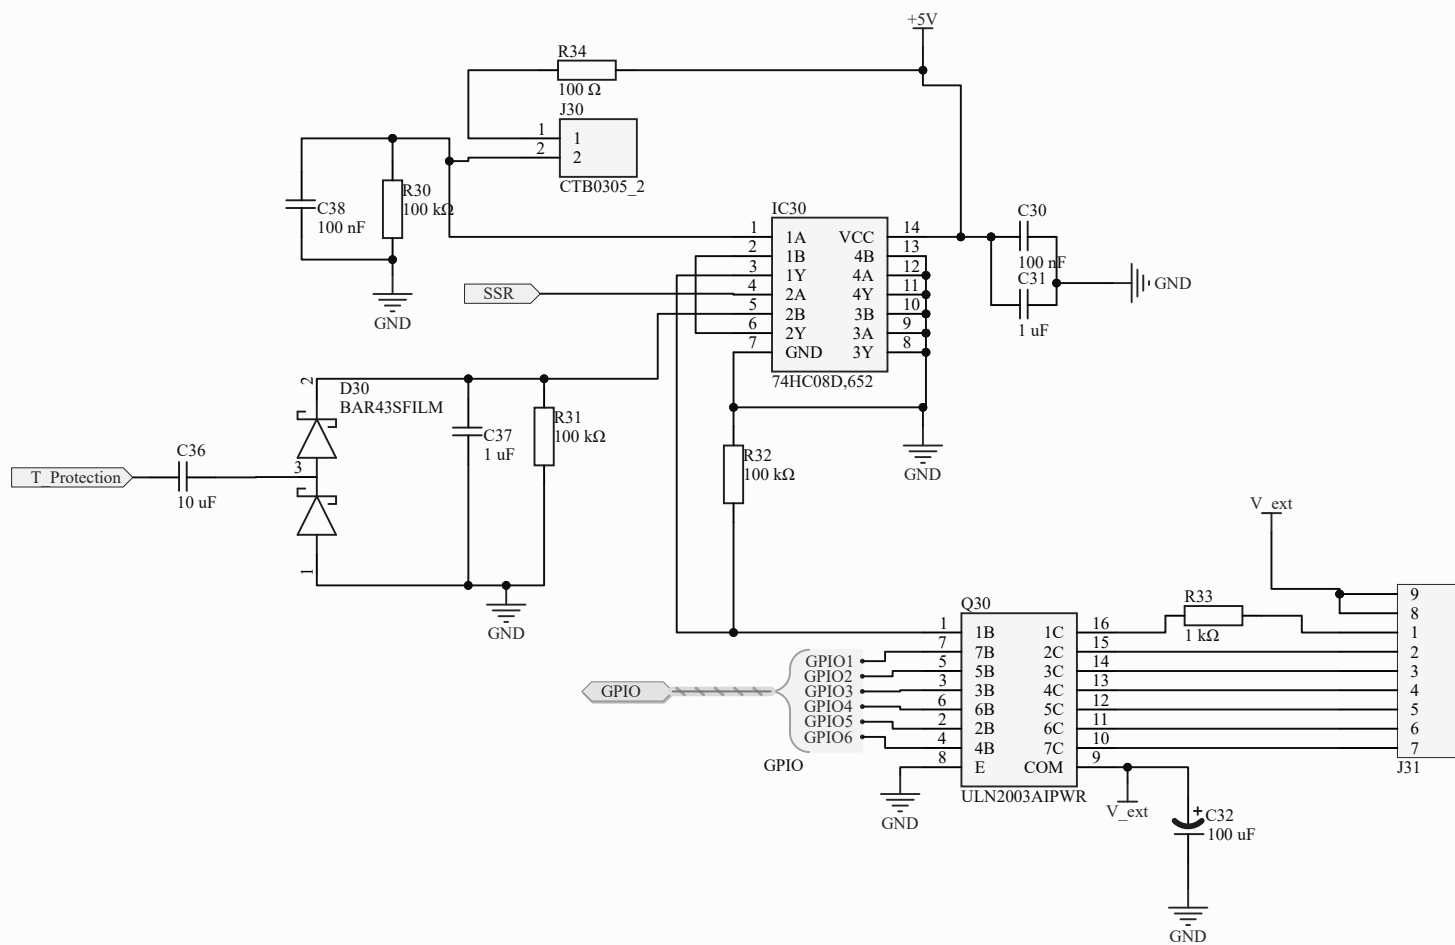 +5V
R34
100 Ω
J30
1
2
1
2
CTB0305_2
C38
100 nF
R30
100 kΩ
GND
SSR
IC30
1
2
3
4
5
6
7
1A
1B
1Y
2A
2B
2Y
GND
VCC
4B
4A
4Y
3B
3A
3Y
14
13
12
11
10
9
8
74HC08D,652
C30
100 nF
C31
1 uF
GND
GND
R32
100 kΩ
2
D30
BAR43SFILM
3
1
C36
10 uF
T_Protection
C37
1 uF
R31
100 kΩ
GND
V_ext
Q30
1
7
5
3
6
2
4
8
1B
7B
5B
3B
6B
2B
4B
E
1C
2C
3C
4C
5C
6C
7C
COM
16
15
14
13
12
11
10
9
ULN2003AIPWR
R33
1 kΩ
9
8
1
2
3
4
5
6
7
J31
GPIO
GPIO1
GPIO2
GPIO3
GPIO4
GPIO5
GPIO6
GPIO
GND
V_ext
+
C32
100 uF
GND